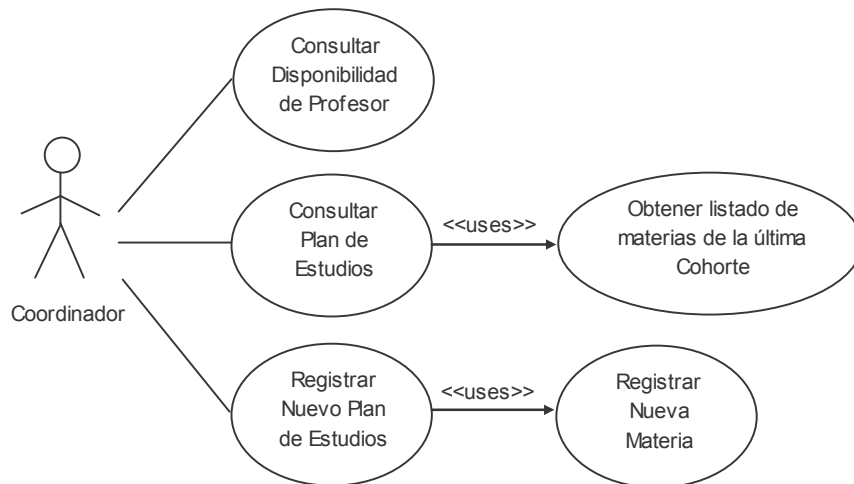 Consultar
Disponibilidad
de Profesor
Consultar
Plan de
Estudios
<<uses>>
Obtener listado de
materias de la última
Cohorte
Coordinador
Registrar
Nuevo Plan
de Estudios
<<uses>>
Registrar
Nueva
Materia